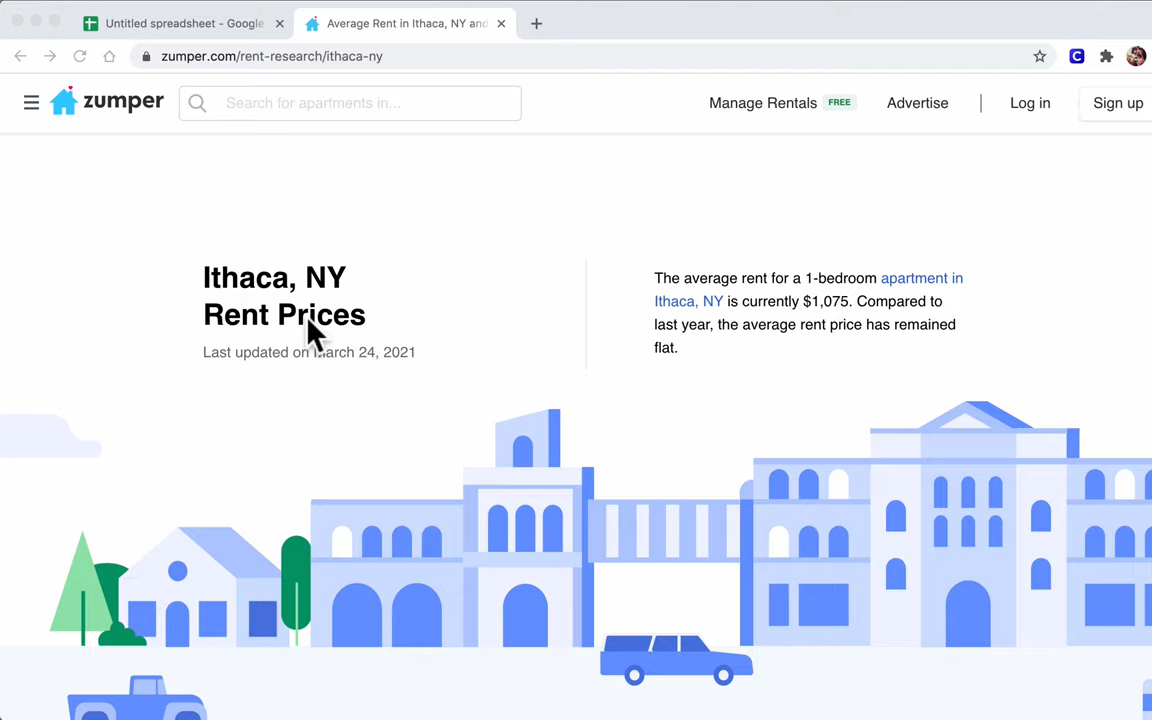 Untitled spreadsheet - Google
Average Rent in Ithaca, NY and
zumper.com/rent-research/ithaca-ny
zumper
Search for apartments in...
Manage Rentals FREE
Advertise
Log in
Sign up
Ithaca, NY
Rent Prices
Last updated on March 24, 2021
The average rent for a 1-bedroom apartment in
Ithaca, NY is currently $1,075. Compared to
last year, the average rent price has remained
flat.